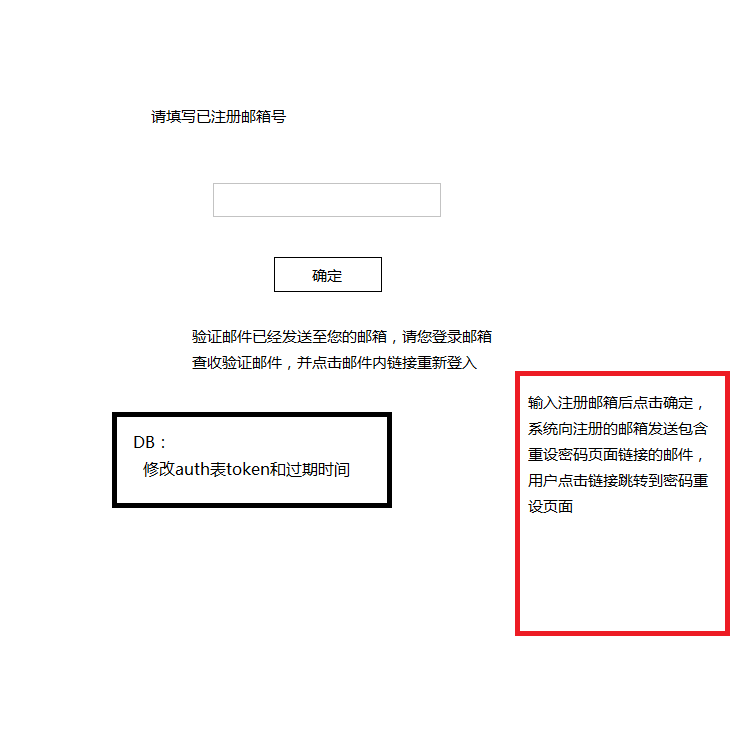 请填写已注册邮箱号
确定
验证邮件已经发送至您的邮箱，请您登录邮箱
查收验证邮件，并点击邮件内链接重新登入
DB：
修改auth表token和过期时间
输入注册邮箱后点击确定，
系统向注册的邮箱发送包含
重设密码页面链接的邮件，
用户点击链接跳转到密码重
设页面